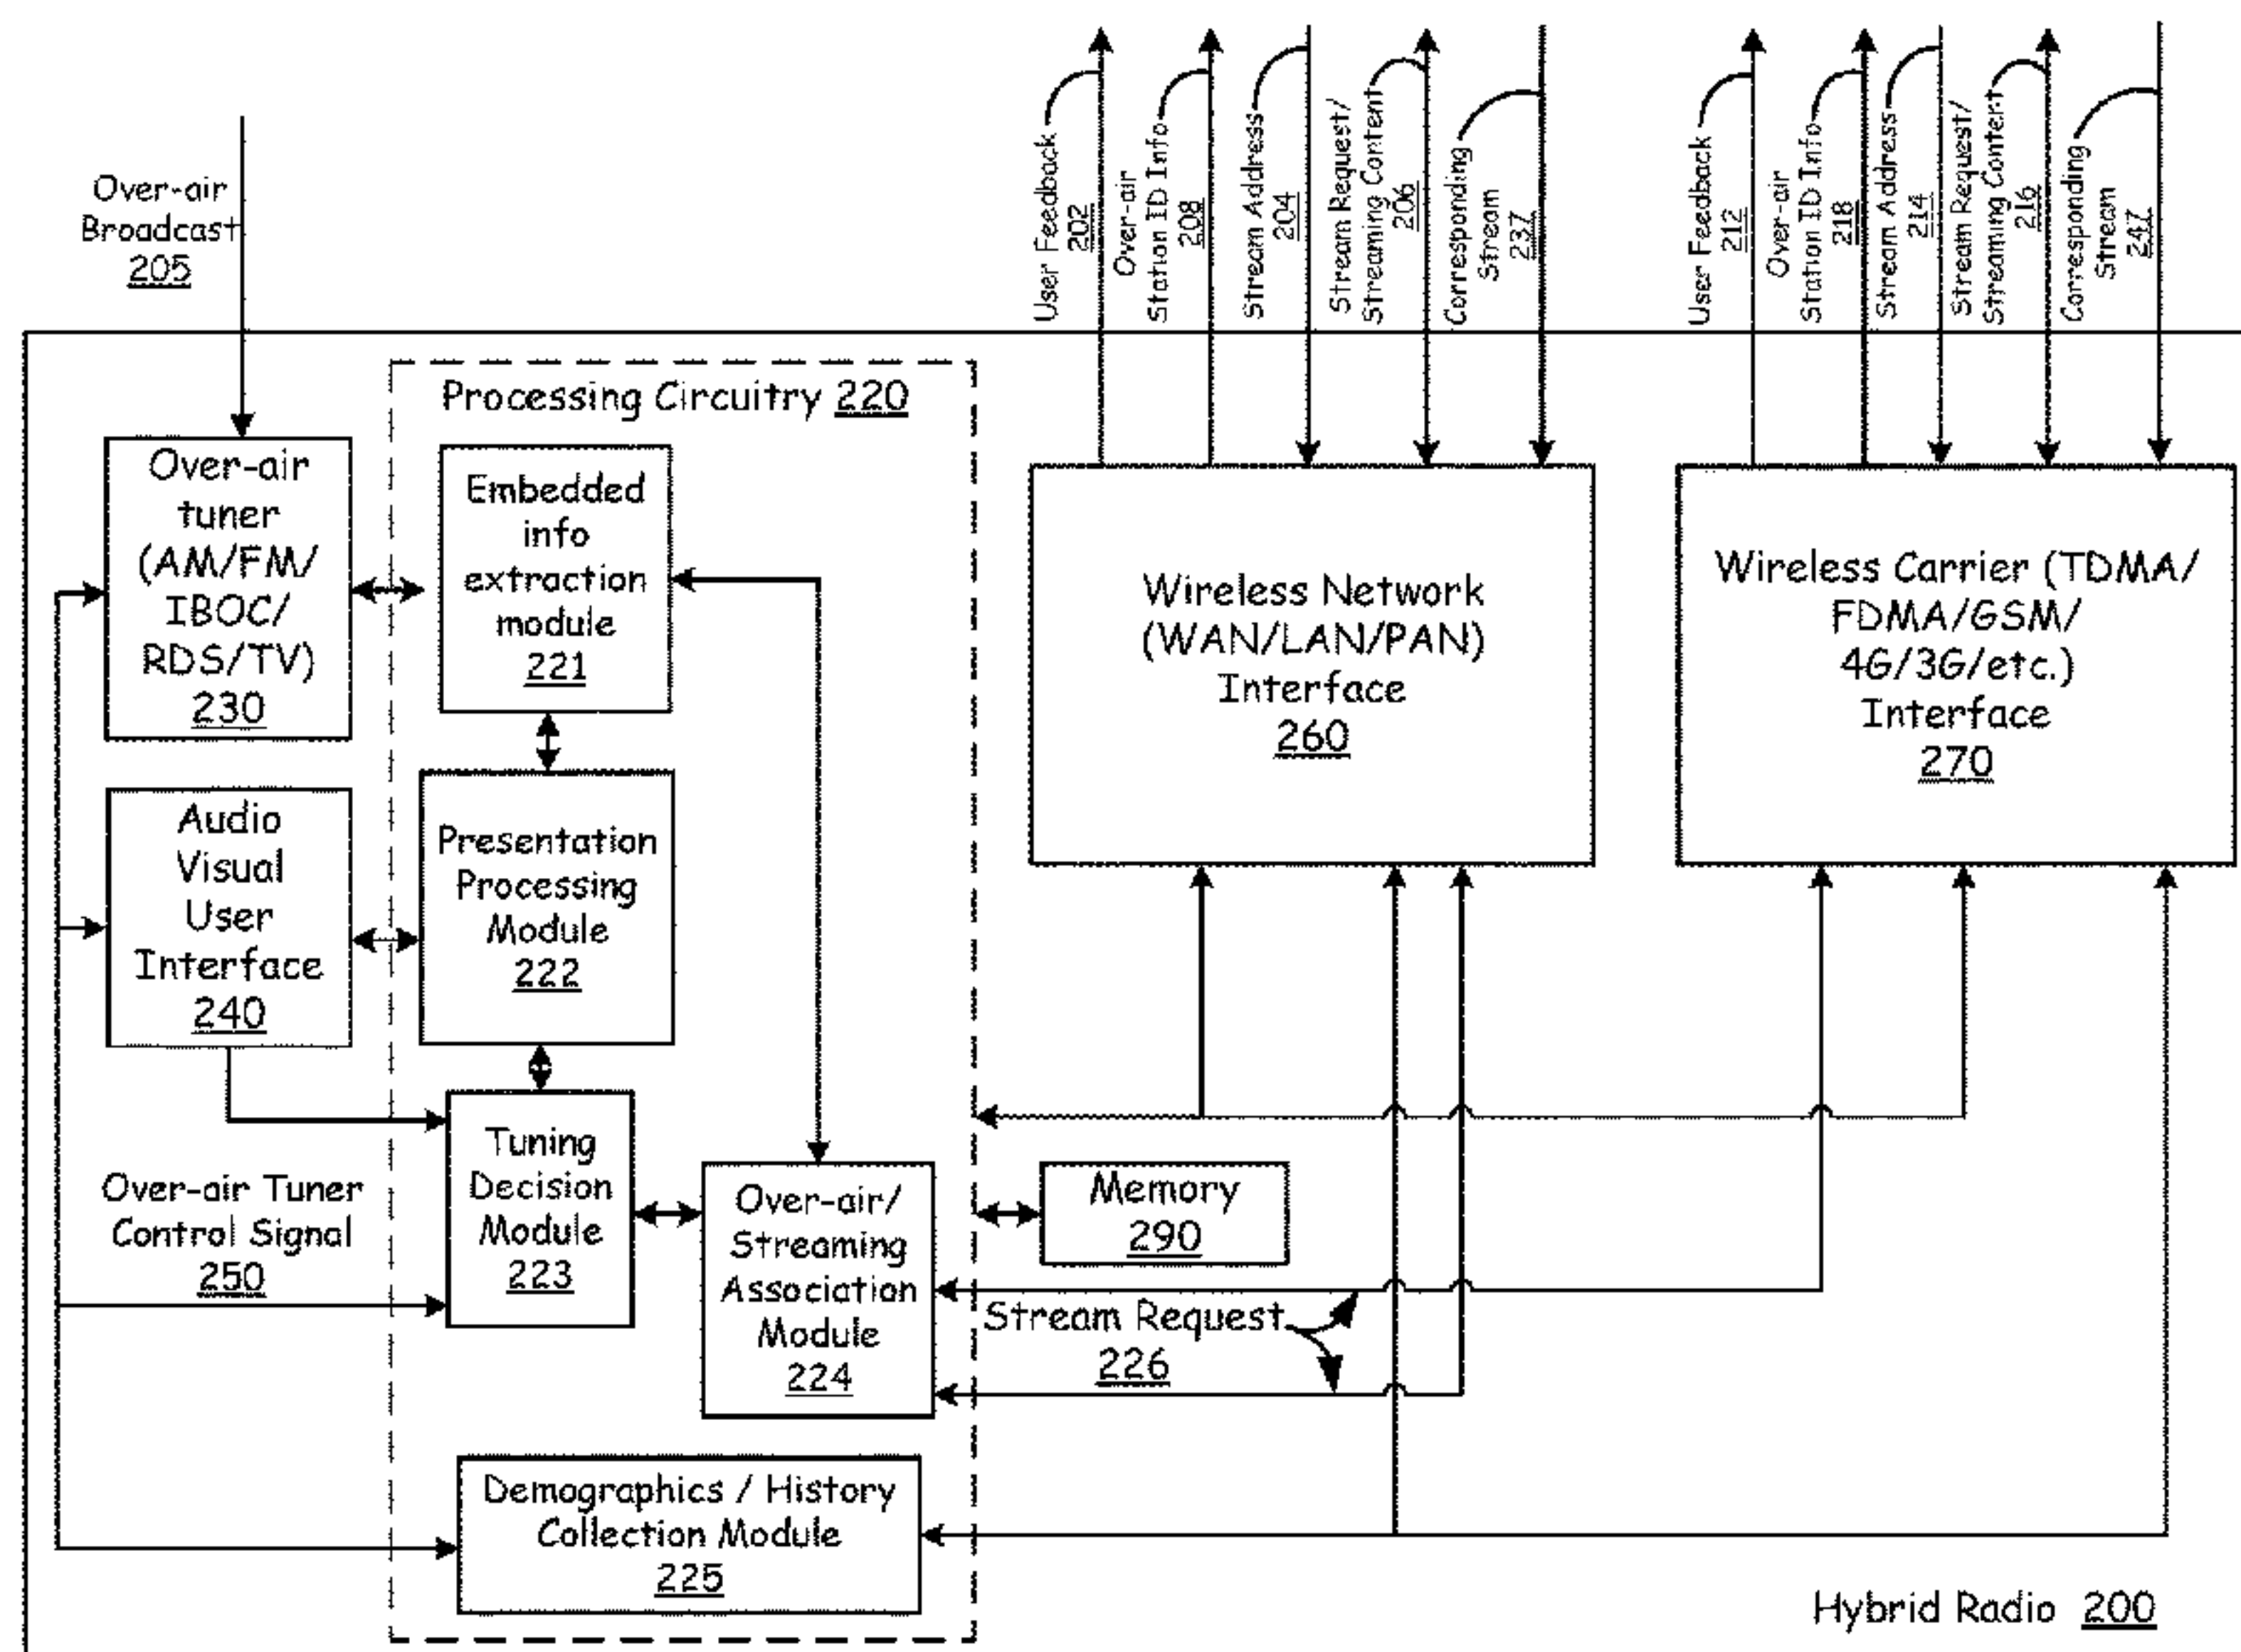 Over-air
Broadcast
205
User Feedback
202
Over-air
Station ID Info
208
Stream Address
204
Stream Request/
Streaming Content
206
Corresponding
Stream
237
User Feedback
212
Over-air
Station ID Info
218
Stream Address
214
Stream Request/
Streaming Content
216
Corresponding
Stream
247
Processing Circuitry 220
Over-air
tuner
(AM/FM/
IBOC/
RDS/TV)
230
Embedded
info
extraction
module
221
Wireless Network
(WAN/LAN/PAN)
Interface
260
Wireless Carrier (TDMA/
FDMA/GSM/
4G/3G/etc.)
Interface
270
Audio
Visual
User
Interface
240
Presentation
Processing
Module
222
Over-air Tuner
Control Signal
250
Tuning
Decision
Module
223
Over-air/
Streaming
Association
Module
224
Memory
290
Stream Request
226
Demographics / History
Collection Module
225
Hybrid Radio 200